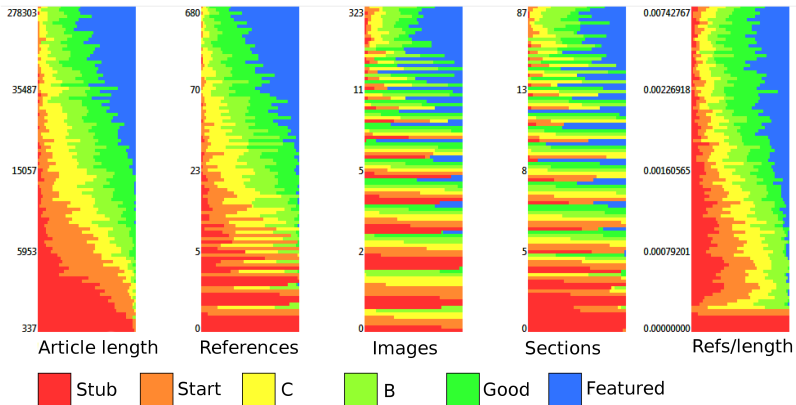 278303 680 323 87 0.00742767
35487 70 11 13 0.00226918
15057 23 5 8 0.00160565
5953 5 2 5 0.00079201
337 0 0 0 0.00000000
Article length References Images Sections Refs/length
Stub Start C B Good Featured